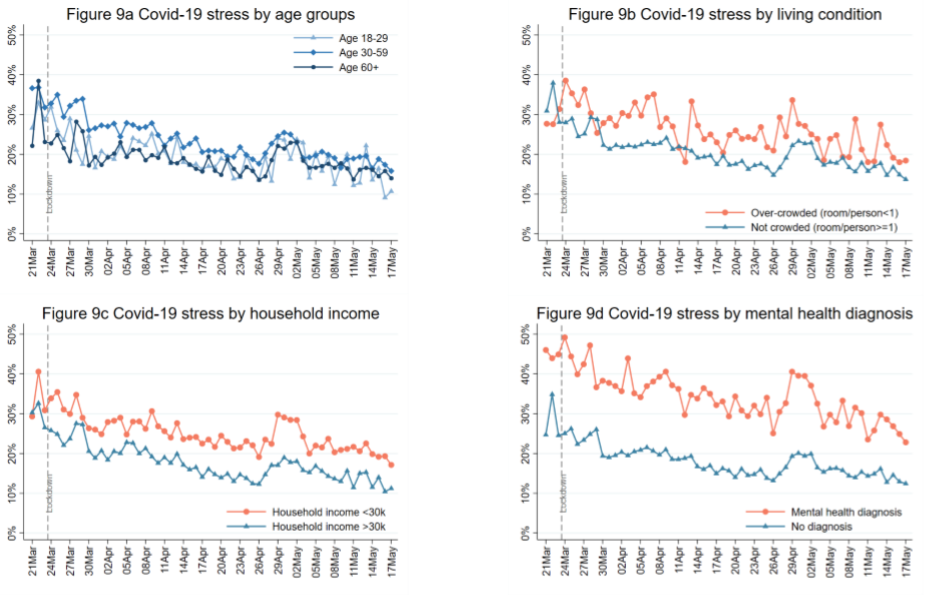 Figure 9a Covid-19 stress by age groups
50%
40%
30%
20%
10%
0%
Age 18-29
Age 30-59
Age 60+
Lockdown
21Mar
24Mar
27Mar
30Mar
02Apr
05Apr
08Apr
11Apr
14Apr
17Apr
20Apr
23Apr
26Apr
29Apr
02May
05May
08May
11May
14May
17May
Figure 9b Covid-19 stress by living condition
50%
40%
30%
20%
10%
0%
Lockdown
Over-crowded (room/person<1)
Not crowded (room/person>=1)
21Mar
24Mar
27Mar
30Mar
02Apr
05Apr
08Apr
11Apr
14Apr
17Apr
20Apr
23Apr
26Apr
29Apr
02May
05May
08May
11May
14May
17May
Figure 9c Covid-19 stress by household income
50%
40%
30%
20%
10%
0%
Lockdown
Household income <30k
Household income >30k
21Mar
24Mar
27Mar
30Mar
02Apr
05Apr
08Apr
11Apr
14Apr
17Apr
20Apr
23Apr
26Apr
29Apr
02May
05May
08May
11May
14May
17May
Figure 9d Covid-19 stress by mental health diagnosis
50%
40%
30%
20%
10%
0%
Lockdown
Mental health diagnosis
No diagnosis
21Mar
24Mar
27Mar
30Mar
02Apr
05Apr
08Apr
11Apr
14Apr
17Apr
20Apr
23Apr
26Apr
29Apr
02May
05May
08May
11May
14May
17May